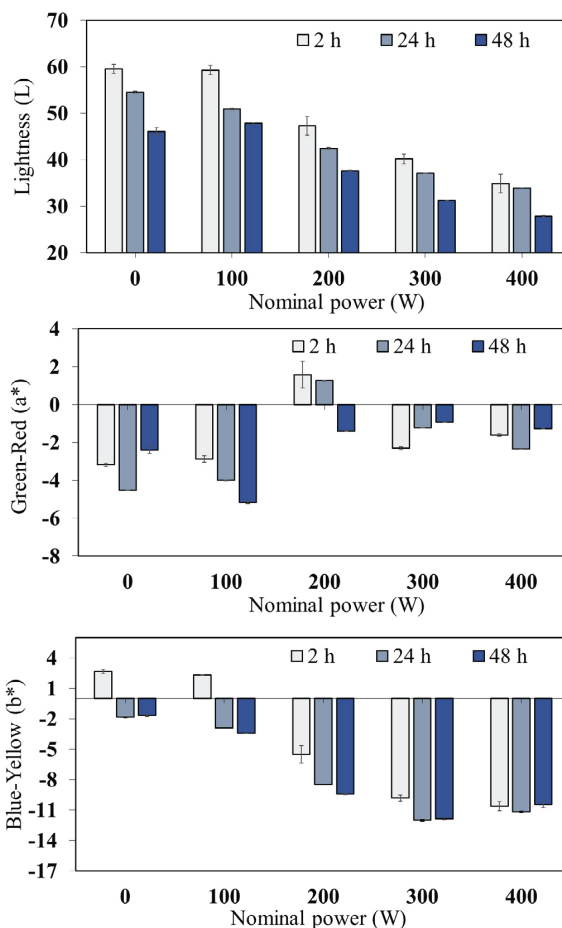 70
60
50
40
30
20
Lightness (L)
2 h 24 h 48 h
0 100 200 300 400
Nominal power (W)
4
2
0
-2
-4
-6
-8
Green-Red (a*)
2 h 24 h 48 h
0 100 200 300 400
Nominal power (W)
4
1
-2
-5
-8
-11
-14
-17
Blue-Yellow (b*)
2 h 24 h 48 h
0 100 200 300 400
Nominal power (W)